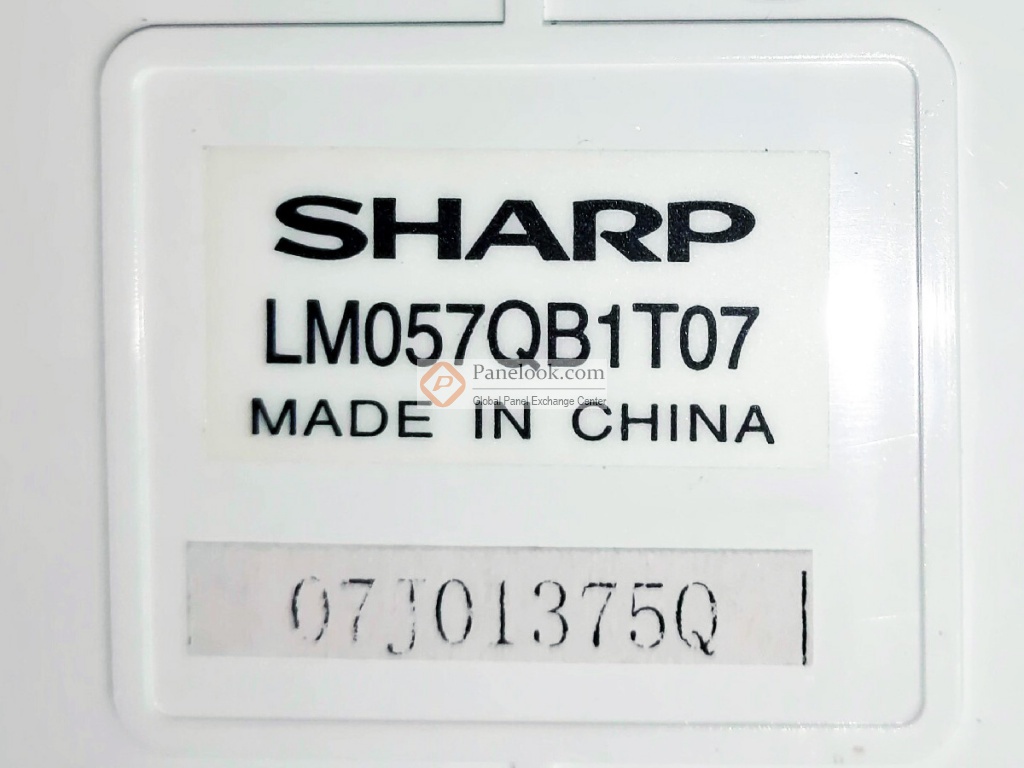 SHARP
LM057QB1T07
Panelook.com
Global Panel Exchange Center
MADE IN CHINA
07J01375Q